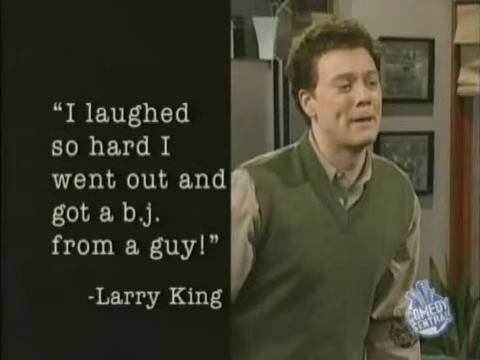 “I laughed
so hard I
went out and
got a b.j.
from a guy!”
-Larry King
COMEDY
CENTRAL